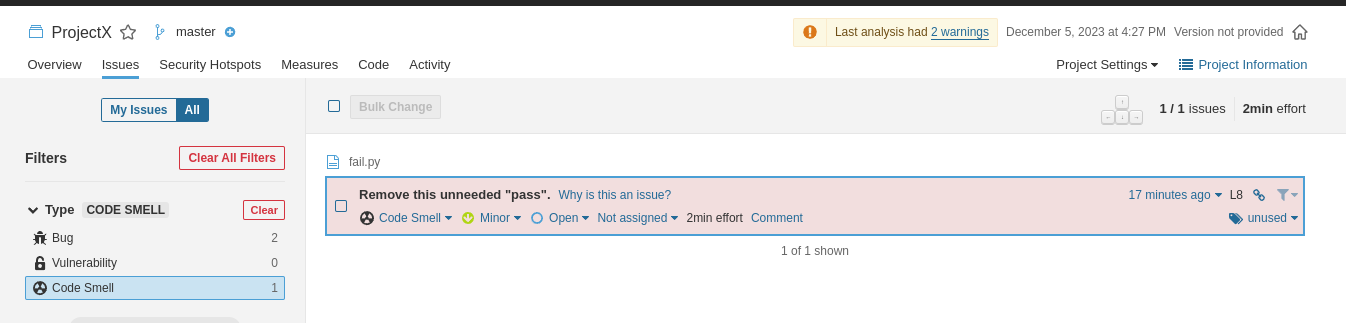 ProjectX master Last analysis had 2 warnings December 5, 2023 at 4:27 PM Version not provided
Overview Issues Security Hotspots Measures Code Activity Project Settings Project Information
My Issues All
Bulk Change 1 / 1 issues 2min effort
Filters Clear All Filters
fail.py
Remove this unneeded "pass". Why is this an issue? 17 minutes ago L8
Type CODE SMELL Clear
Code Smell Minor Open Not assigned 2min effort Comment unused
Bug 2
1 of 1 shown
Vulnerability 0
Code Smell 1